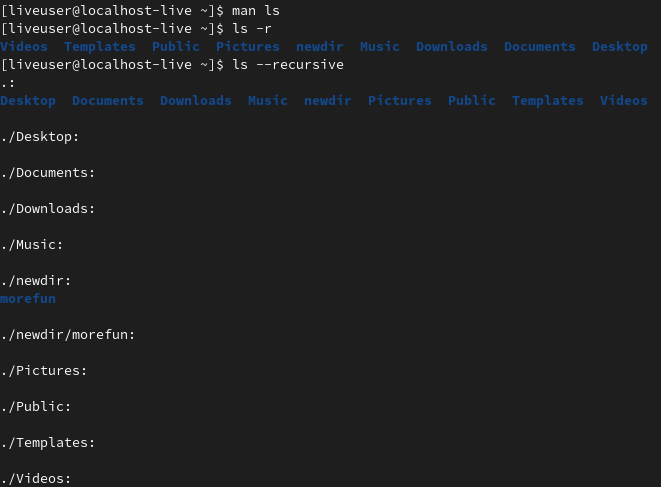 [liveuser@localhost-live ~]$ man ls
[liveuser@localhost-live ~]$ ls -r
Videos  Templates  Public  Pictures  newdir  Music  Downloads  Documents  Desktop
[liveuser@localhost-live ~]$ ls --recursive
.:
Desktop  Documents  Downloads  Music  newdir  Pictures  Public  Templates  Videos
./Desktop:
./Documents:
./Downloads:
./Music:
./newdir:
morefun
./newdir/morefun:
./Pictures:
./Public:
./Templates:
./Videos: